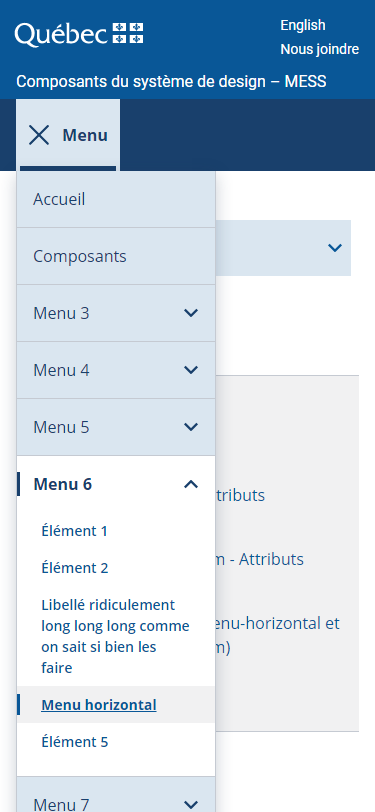 Québec
English
Nous joindre
Composants du système de design – MESS
Menu
Accueil
Composants
Menu 3
Menu 4
Menu 5
Menu 6
Élément 1
tributs
Élément 2
m - Attributs
Libellé ridiculement
long long long comme
on sait si bien les
faire
enu-horizontal et
m)
Menu horizontal
Élément 5
Menu 7